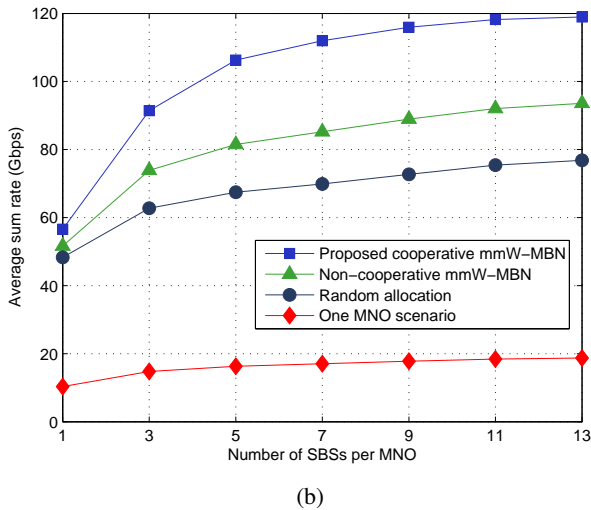 120
100
80
60
40
20
0
Average sum rate (Gbps)
Proposed cooperative mmW−MBN
Non−cooperative mmW−MBN
Random allocation
One MNO scenario
1 3 5 7 9 11 13
Number of SBSs per MNO
(b)